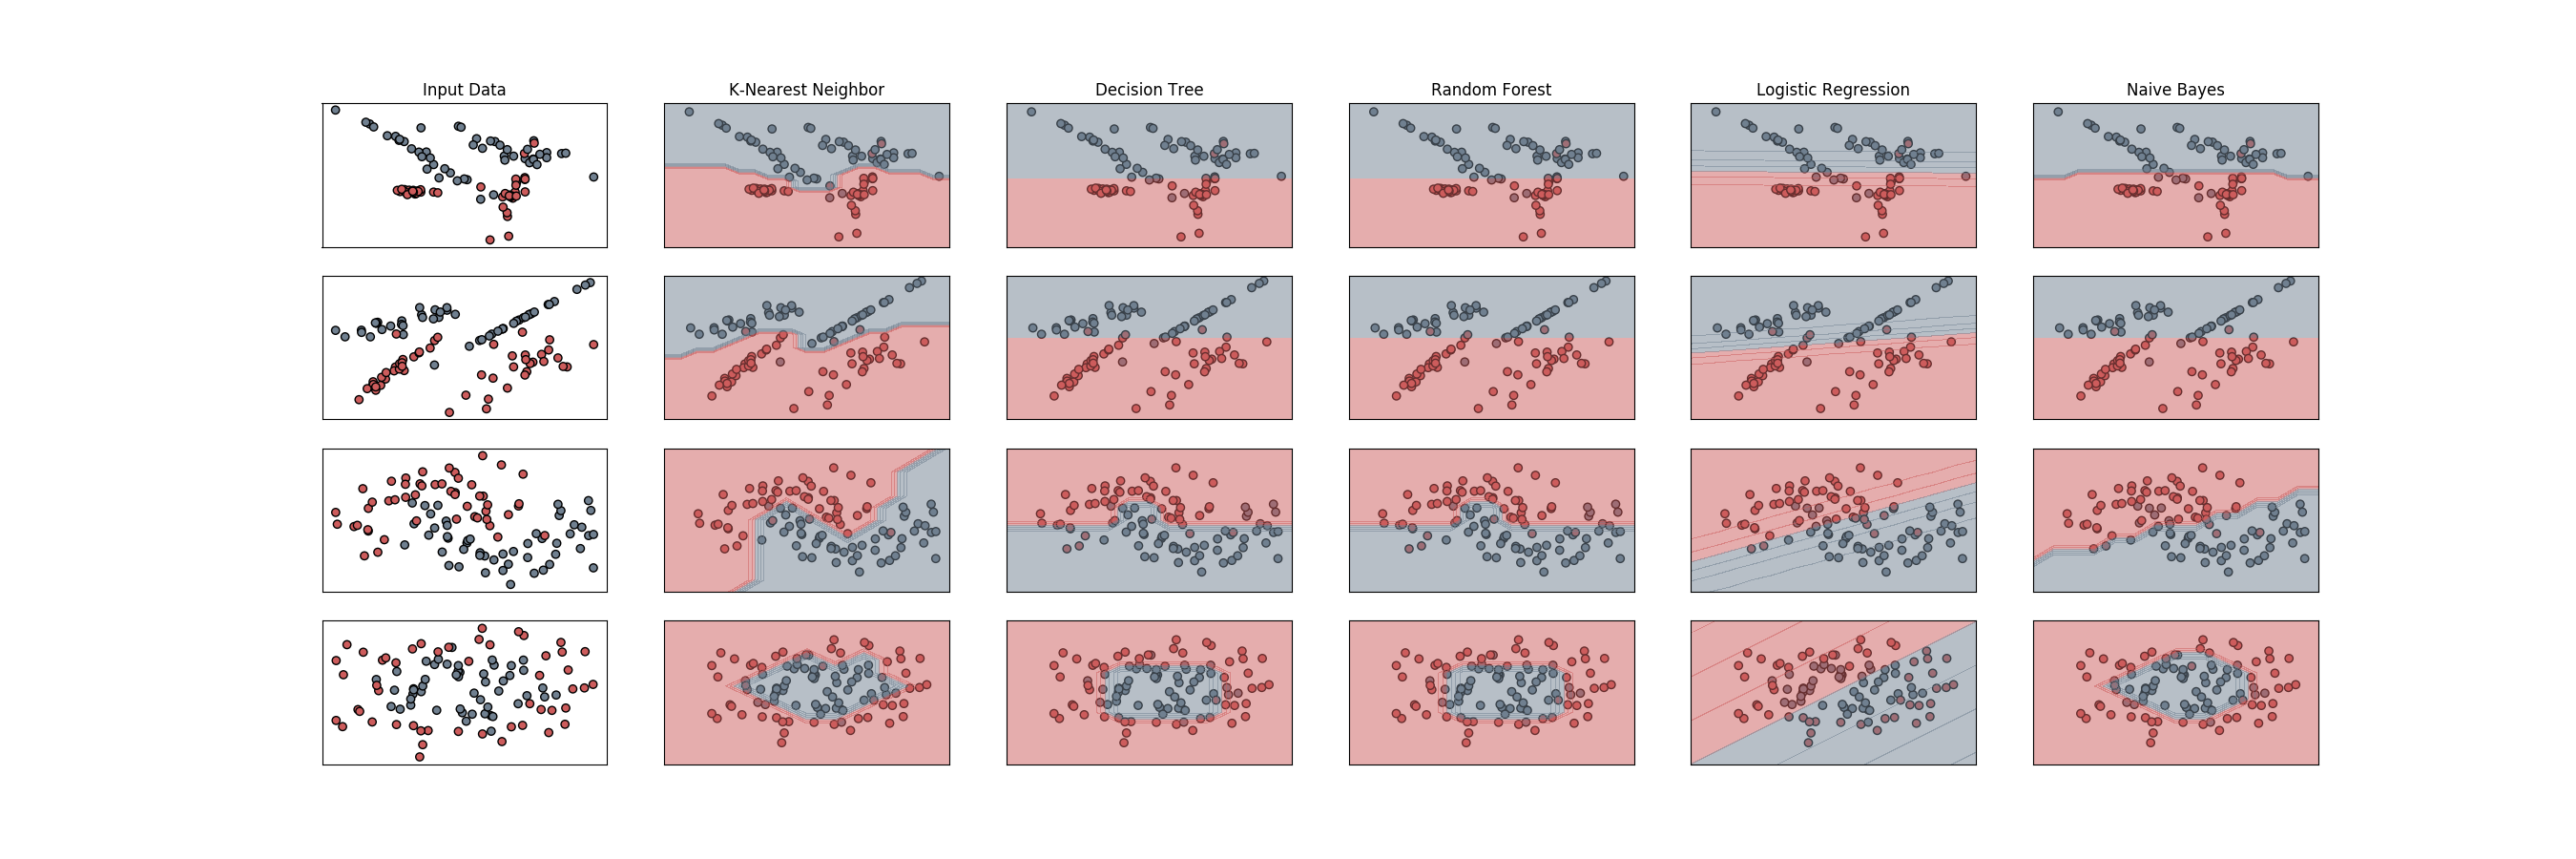 Input Data
K-Nearest Neighbor
Decision Tree
Random Forest
Logistic Regression
Naive Bayes